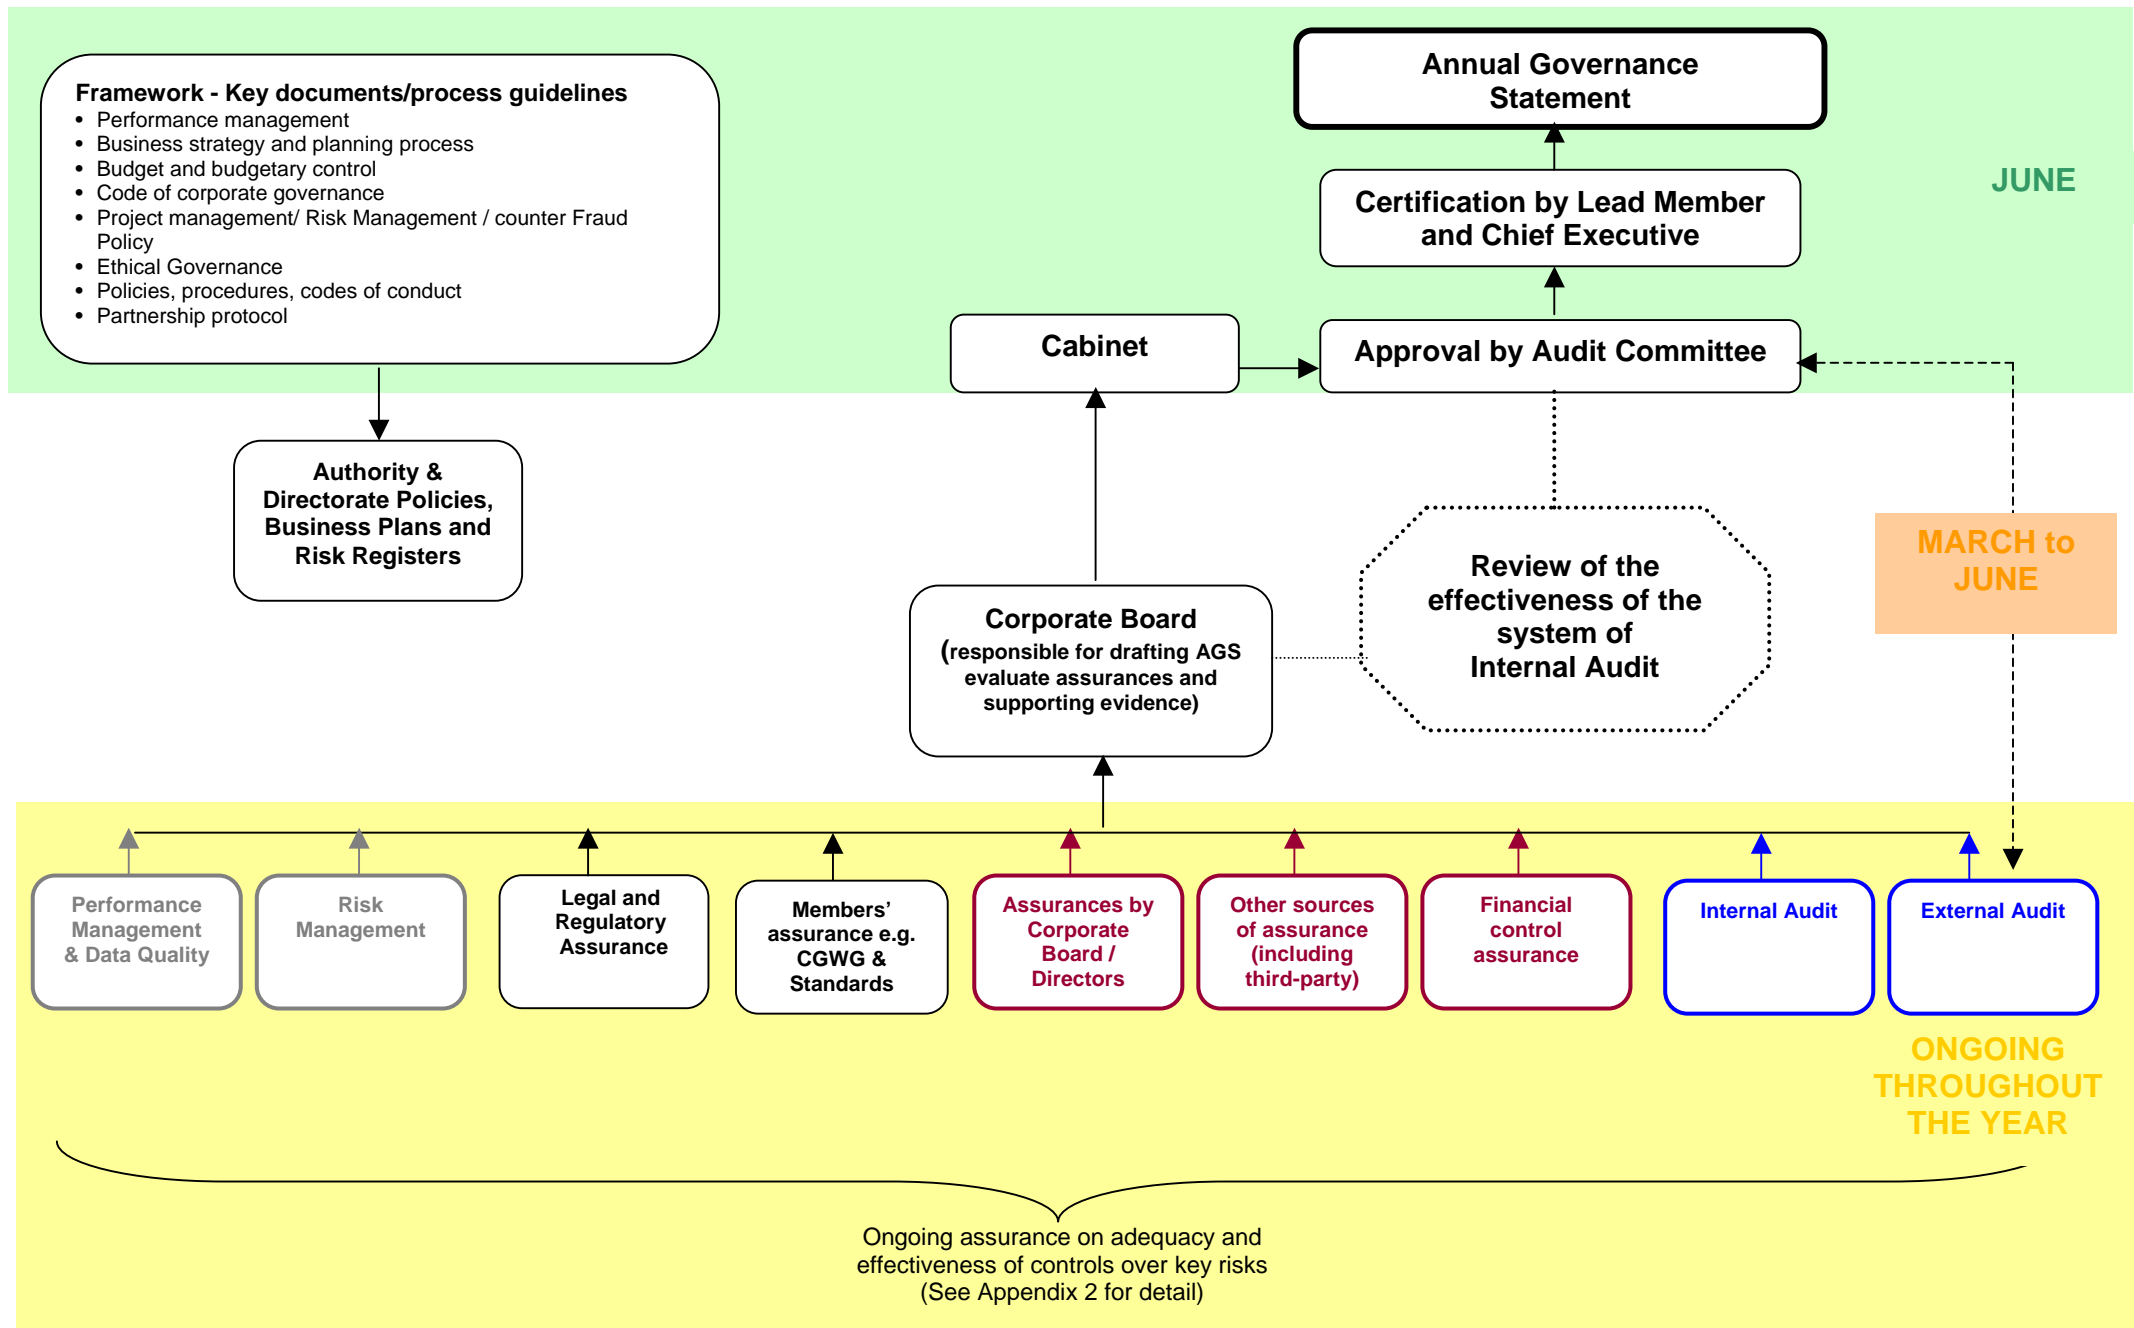 Framework - Key documents/process guidelines
• Performance management
• Business strategy and planning process
• Budget and budgetary control
• Code of corporate governance
• Project management/ Risk Management / counter Fraud
Policy
• Ethical Governance
• Policies, procedures, codes of conduct
• Partnership protocol
Annual Governance
Statement
Certification by Lead Member
and Chief Executive
JUNE
Cabinet
Approval by Audit Committee
Authority &
Directorate Policies,
Business Plans and
Risk Registers
Corporate Board
(responsible for drafting AGS
evaluate assurances and
supporting evidence)
Review of the
effectiveness of the
system of
Internal Audit
MARCH to
JUNE
Performance
Management
& Data Quality
Risk
Management
Legal and
Regulatory
Assurance
Members’
assurance e.g.
CGWG &
Standards
Assurances by
Corporate
Board /
Directors
Other sources
of assurance
(including
third-party)
Financial
control
assurance
Internal Audit
External Audit
ONGOING
THROUGHOUT
THE YEAR
Ongoing assurance on adequacy and
effectiveness of controls over key risks
(See Appendix 2 for detail)